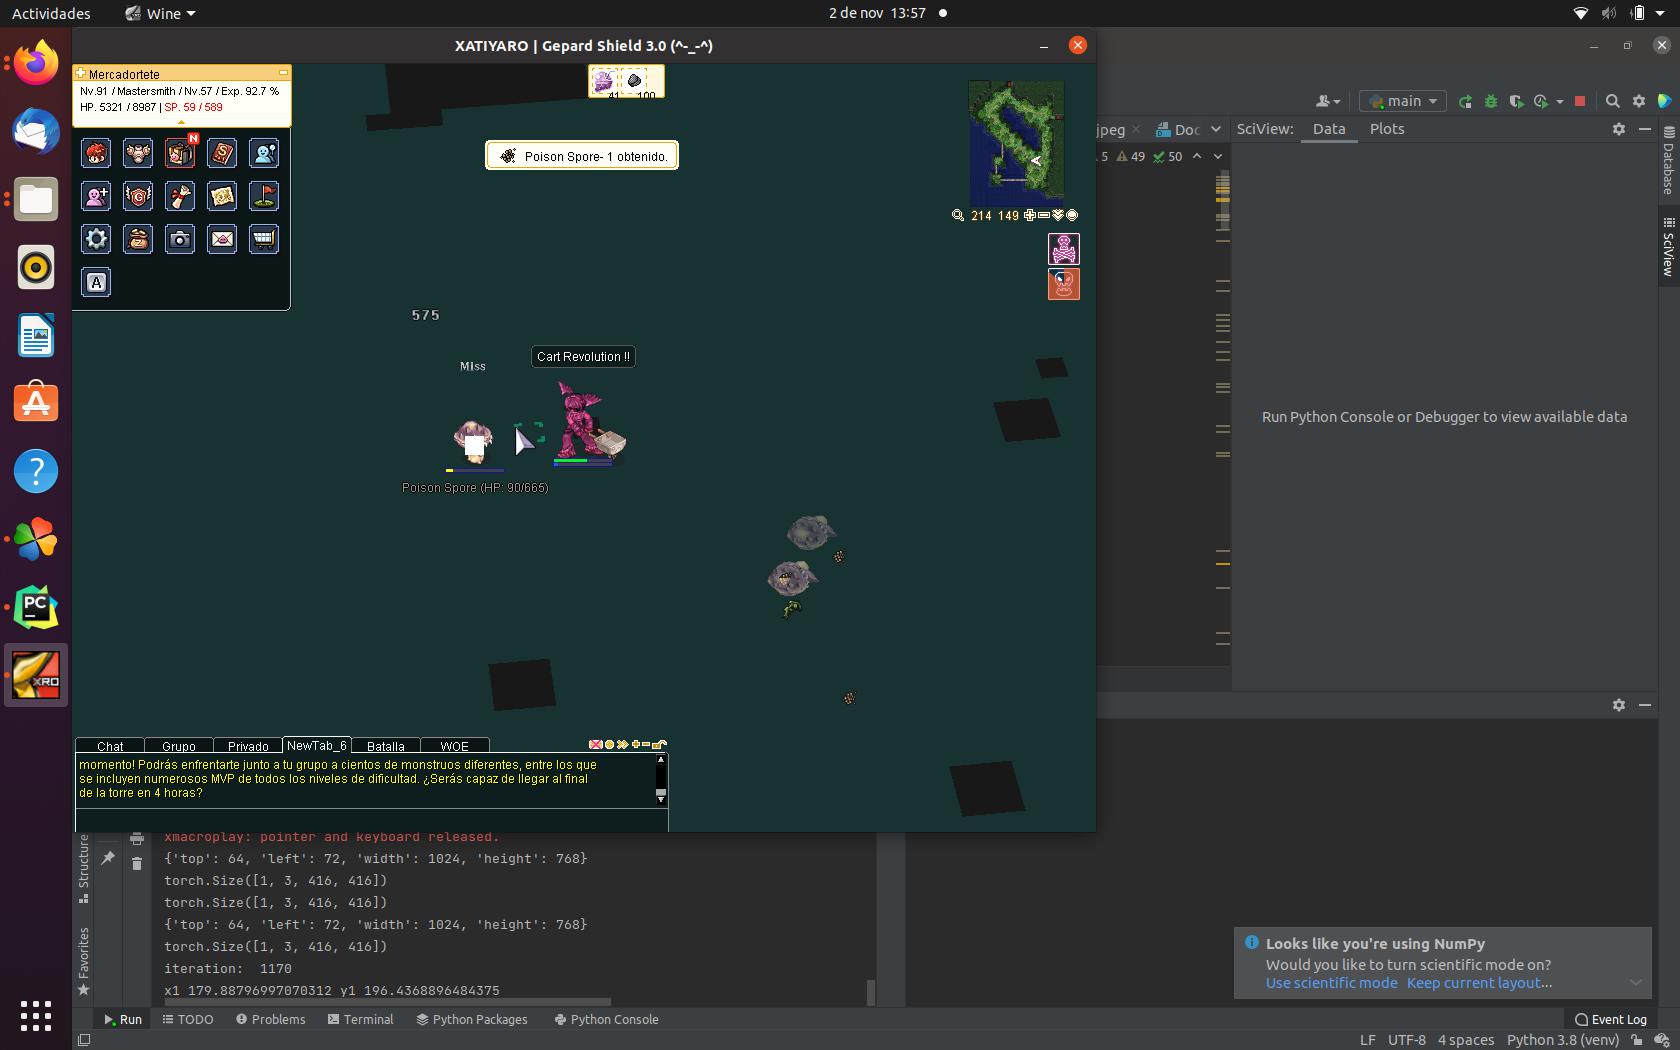 Actividades
Wine
2 de nov 13:57
XATIYARO | Gepard Shield 3.0 (^-_-^)
Mercadortete
Nv.91 / Mastersmith / Nv.57 / Exp. 92.7 %
HP. 5321 / 8987 | SP. 59 / 589
N
A
41
100
Poison Spore- 1 obtenido.
214 149
575
Miss
Cart Revolution !!
Poison Spore (HP: 90/665)
Chat
Grupo
Privado
NewTab_6
Batalla
WOE
momento! Podrás enfrentarte junto a tu grupo a cientos de monstruos diferentes, entre los que
se incluyen numerosos MVP de todos los niveles de dificultad. ¿Serás capaz de llegar al final
de la torre en 4 horas?
main
jpeg
Doc
SciView:
Data
Plots
5
49
50
Database
SciView
Run Python Console or Debugger to view available data
PC
XRO
Structure
Favorites
xmacroplay: pointer and keyboard released.
{'top': 64, 'left': 72, 'width': 1024, 'height': 768}
torch.Size([1, 3, 416, 416])
torch.Size([1, 3, 416, 416])
{'top': 64, 'left': 72, 'width': 1024, 'height': 768}
torch.Size([1, 3, 416, 416])
iteration: 1170
x1 179.88796997070312 y1 196.4368896484375
Looks like you're using NumPy
Would you like to turn scientific mode on?
Use scientific mode Keep current layout...
Run
TODO
Problems
Terminal
Python Packages
Python Console
Event Log
LF UTF-8 4 spaces Python 3.8 (venv)